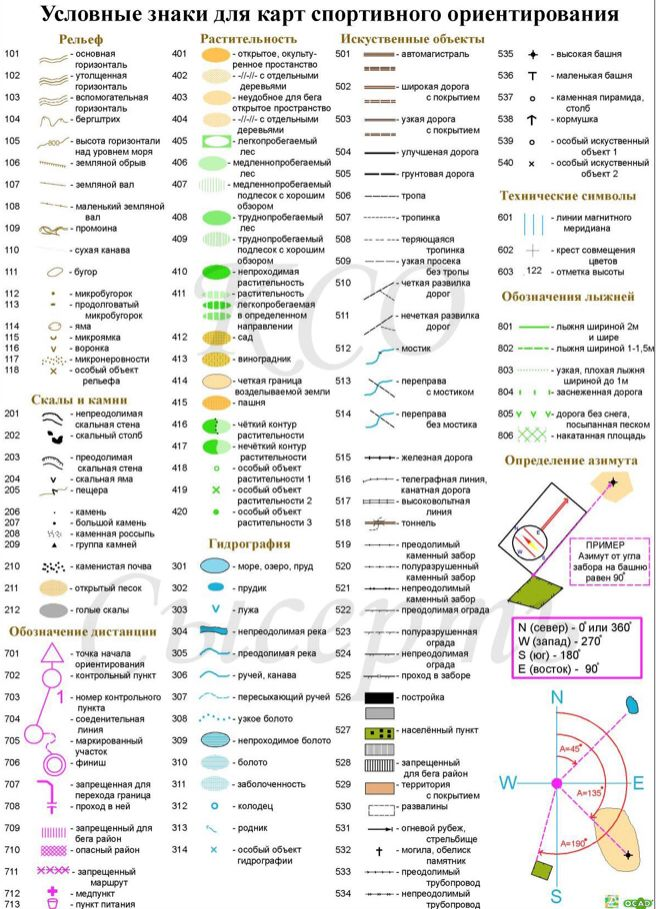 Условные знаки для карт спортивного ориентирования
Рельеф
101 - основная
горизонталь
102 - утолщенная
горизонталь
103 - вспомогательная
горизонталь
104 - бергштрих
105 - высота горизонтали
над уровнем моря
106 - земляной обрыв
107 - земляной вал
108 - маленький земляной
вал
109 - промоина
110 - сухая канава
111 - бугор
112 - микробугорок
113 - продолговатый
микробугорок
114 - яма
115 - микроямка
116 - воронка
117 - микронеровности
118 - особый объект
рельефа
Скалы и камни
201 - непреодолимая
скальная стена
202 - скальный столб
203 - преодолимая
скальная стена
204 - скальная яма
205 - пещера
206 - камень
207 - большой камень
208 - каменная россыпь
209 - группа камней
210 - каменистая почва
211 - открытый песок
212 - голые скалы
Обозначение дистанции
701 - точка начала
ориентирования
702 - контрольный пункт
703 - номер контрольного
пункта
1
704 - соеденительная
линия
705 - маркированный
участок
706 - финиш
707 - запрещенная для
перехода граница
708 - проход в ней
709 - запрещенный для
бега район
710 - опасный район
711 - запрещенный
маршрут
712 - медпункт
713 - пункт питания
Растительность
401 - открытое, окульту-
ренное простанство
402 -//-//- с отдельными
деревьями
403 - неудобное для бега
открытое пространство
404 -//-//- с отдельными
деревьями
405 - легкопробегаемый
лес
406 - медленнопробегаемый
лес
407 - медленнопробегаемый
подлесок с хорошим
обзором
408 - труднопробегаемый
лес
409 - труднопробегаемый
подлесок с хорошим
обзором
410 - непроходимая
растительность
411 - растительность,
легкопробегаемая
в определенном
направлении
412 - сад
413 - виноградник
414 - четкая граница
возделываемой земли
415 - пашня
416 - чёткий контур
растительности
417 - нечёткий контур
растительности
418 - особый объект
растительности 1
419 - особый объект
растительности 2
420 - особый объект
растительности 3
Гидрография
301 - море, озеро, пруд
302 - прудик
303 - лужа
304 - непреодолимая река
305 - преодолимая река
306 - ручей, канава
307 - пересыхающий ручей
308 - узкое болото
309 - непроходимое болото
310 - болото
311 - заболоченность
312 - колодец
313 - родник
314 - особый объект
гидрографии
Искуственные объекты
501 - автомагистраль
502 - широкая дорога
с покрытием
503 - узкая дорога
с покрытием
504 - улучшеная дорога
505 - грунтовая дорога
506 - тропа
507 - тропинка
508 - теряющаяся
тропинка
509 - узкая просека
без тропы
510 - четкая развилка
дорог
511 - нечеткая развилка
дорог
512 - мостик
513 - переправа
с мостиком
514 - переправа
без мостика
515 - железная дорога
516 - телеграфная линия,
канатная дорога
517 - высоковольтная
линия
518 - тоннель
519 - преодолимый
каменный забор
520 - полуразрушенный
каменный забор
521 - непреодолимый
каменный забор
522 - преодолимая ограда
523 - полуразрушенная
ограда
524 - непреодолимая
ограда
525 - проход в заборе
526 - постройка
527 - населённый пункт
528 - запрещенный
для бега район
529 - территория
с покрытием
530 - развалины
531 - огневой рубеж,
стрельбище
532 - могила, обелиск
памятник
533 - преодолимый
трубопровод
534 - непреодолимый
трубопровод
535 - высокая башня
536 - маленькая башня
537 - каменная пирамида,
столб
538 - кормушка
539 - особый искуственный
объект 1
540 - особый искуственный
объект 2
Технические символы
601 - линии магнитного
меридиана
602 - крест совмещения
цветов
603 122 - отметка высоты
Обозначения лыжней
801 - лыжня шириной 2м
и шире
802 - лыжня шириной 1-1,5м
803 - узкая, плохая лыжня
шириной до 1м
804 - заснеженная дорога
805 - дорога без снега,
посыпанная песком
806 - накатанная площадь
Определение азимута
ПРИМЕР
Азимут от угла
забора на башню
равен 90°
N (север) - 0° или 360°
W (запад) - 270°
S (юг) - 180°
E (восток) - 90°
N
A=45°
W
E
A=135°
A=190°
S
OCAD
КСО
Сысерть